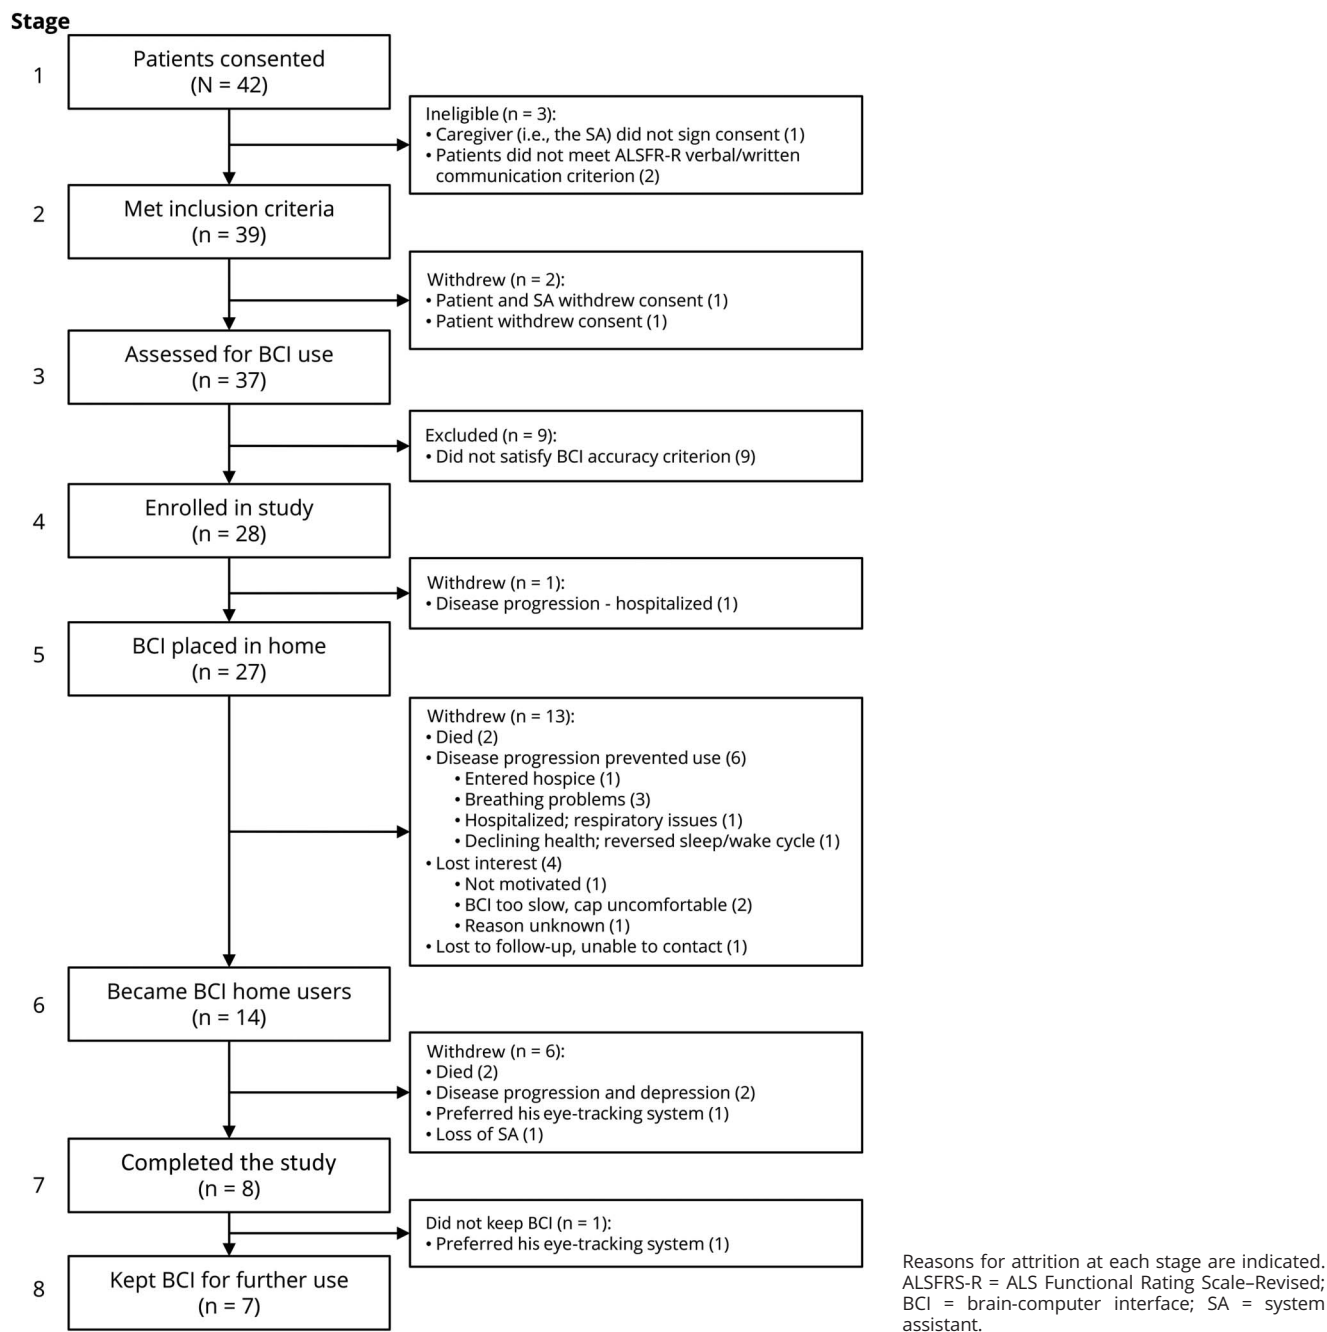 Stage
1
Patients consented
(N = 42)
Ineligible (n = 3):
• Caregiver (i.e., the SA) did not sign consent (1)
• Patients did not meet ALSFR-R verbal/written
communication criterion (2)
2
Met inclusion criteria
(n = 39)
Withdrew (n = 2):
• Patient and SA withdrew consent (1)
• Patient withdrew consent (1)
3
Assessed for BCI use
(n = 37)
Excluded (n = 9):
• Did not satisfy BCI accuracy criterion (9)
4
Enrolled in study
(n = 28)
Withdrew (n = 1):
• Disease progression - hospitalized (1)
5
BCI placed in home
(n = 27)
Withdrew (n = 13):
• Died (2)
• Disease progression prevented use (6)
• Entered hospice (1)
• Breathing problems (3)
• Hospitalized; respiratory issues (1)
• Declining health; reversed sleep/wake cycle (1)
• Lost interest (4)
• Not motivated (1)
• BCI too slow, cap uncomfortable (2)
• Reason unknown (1)
• Lost to follow-up, unable to contact (1)
6
Became BCI home users
(n = 14)
Withdrew (n = 6):
• Died (2)
• Disease progression and depression (2)
• Preferred his eye-tracking system (1)
• Loss of SA (1)
7
Completed the study
(n = 8)
Did not keep BCI (n = 1):
• Preferred his eye-tracking system (1)
8
Kept BCI for further use
(n = 7)
Reasons for attrition at each stage are indicated.
ALSFRS-R = ALS Functional Rating Scale–Revised;
BCI = brain-computer interface; SA = system
assistant.